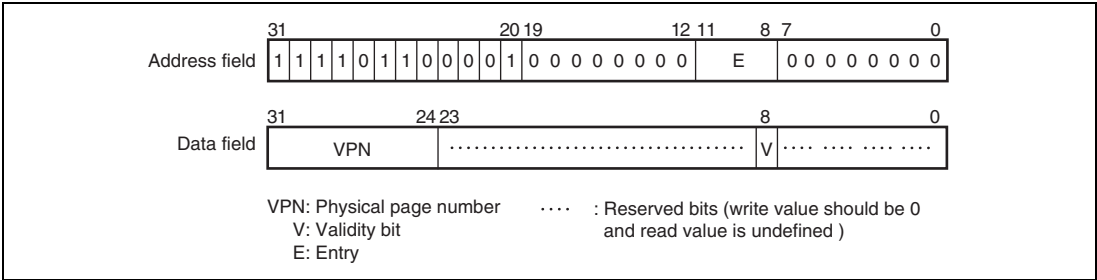 31 20 19 12 11 8 7 0
Address field 1 1 1 1 0 1 1 0 0 0 0 1 0 0 0 0 0 0 0 0 E 0 0 0 0 0 0 0 0
31 24 23 8 0
Data field VPN ................................... V .... .... .... ....
VPN: Physical page number .... : Reserved bits (write value should be 0
V: Validity bit and read value is undefined )
E: Entry